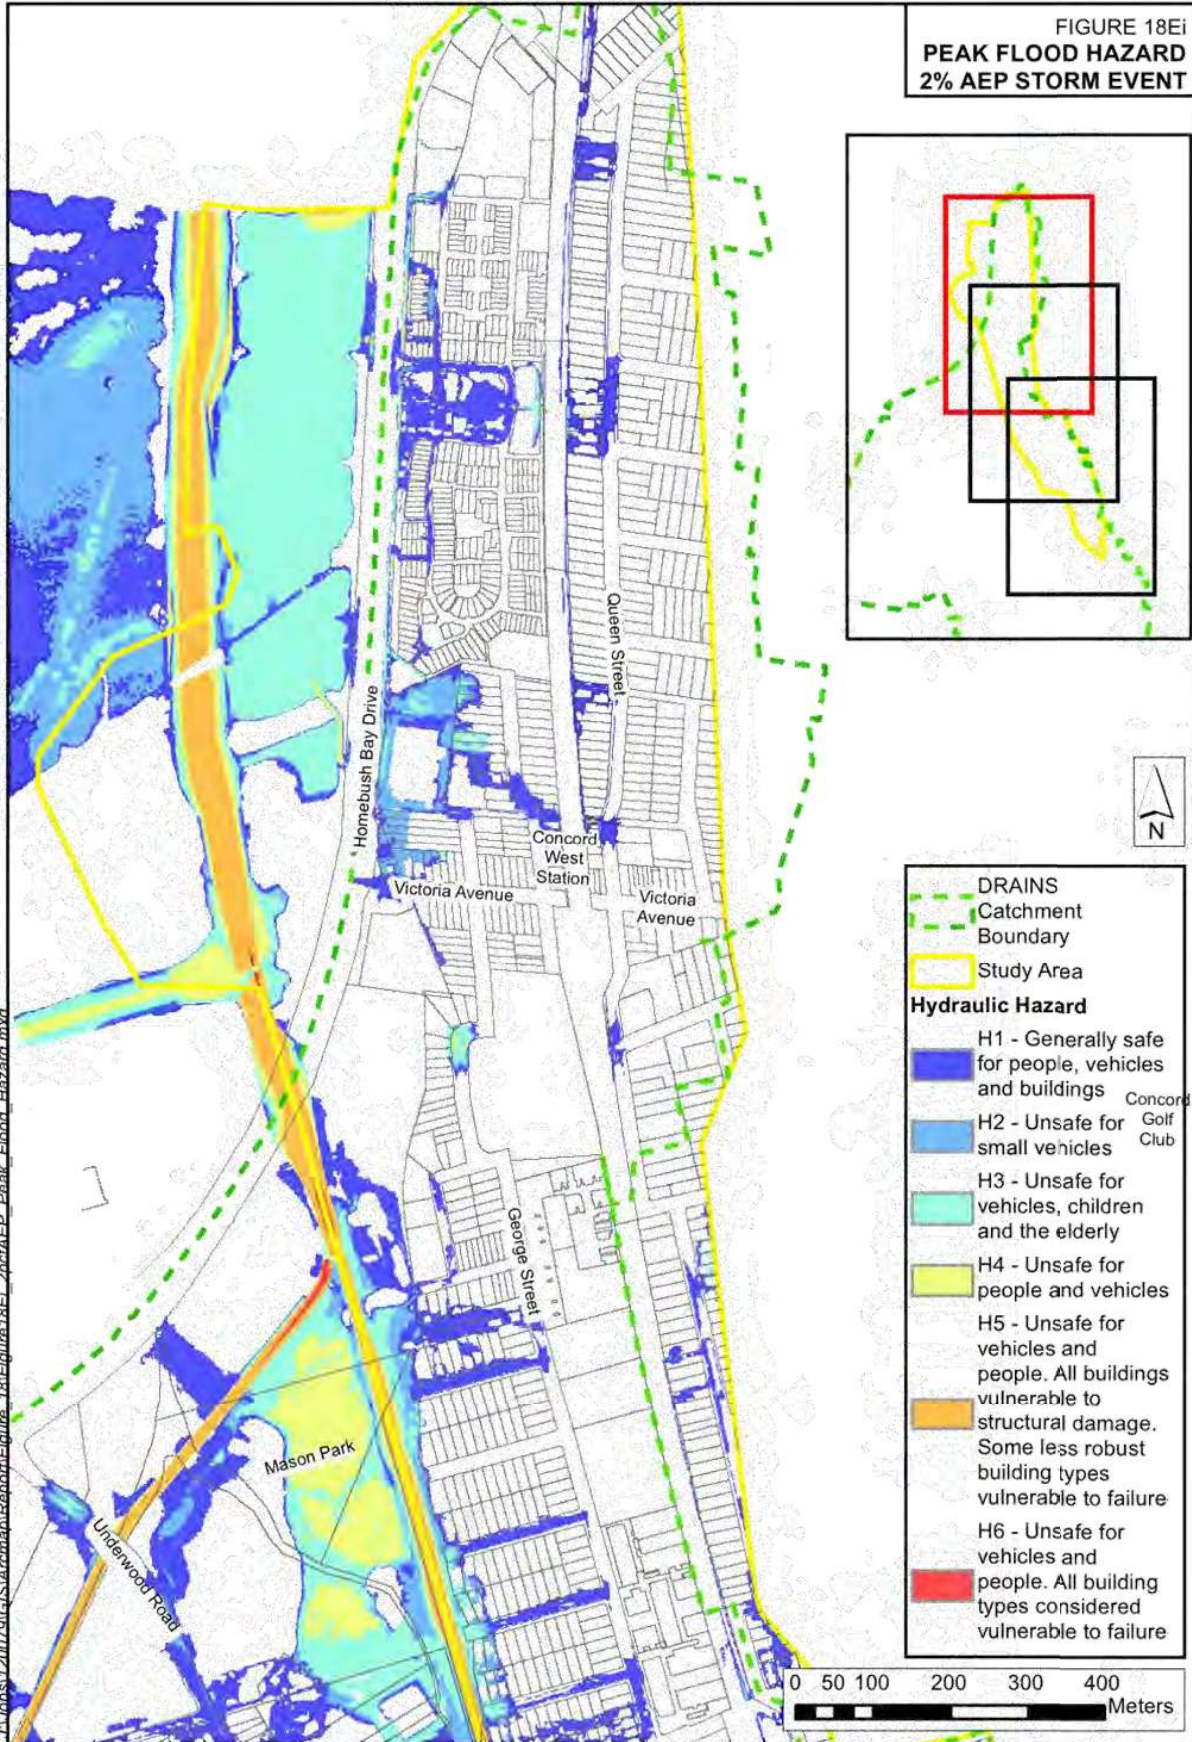 FIGURE 18Ei
PEAK FLOOD HAZARD
2% AEP STORM EVENT
Queen Street
Homebush Bay Drive
Concord
West
Station
Victoria Avenue
Victoria
Avenue
George Street
Mason Park
Underwood Road
N
DRAINS
Catchment
Boundary
Study Area
Hydraulic Hazard
H1 - Generally safe
for people, vehicles
and buildings
Concord
Golf
Club
H2 - Unsafe for
small vehicles
H3 - Unsafe for
vehicles, children
and the elderly
H4 - Unsafe for
people and vehicles
H5 - Unsafe for
vehicles and
people. All buildings
vulnerable to
structural damage.
Some less robust
building types
vulnerable to failure
H6 - Unsafe for
vehicles and
people. All building
types considered
vulnerable to failure
0 50 100 200 300 400
Meters